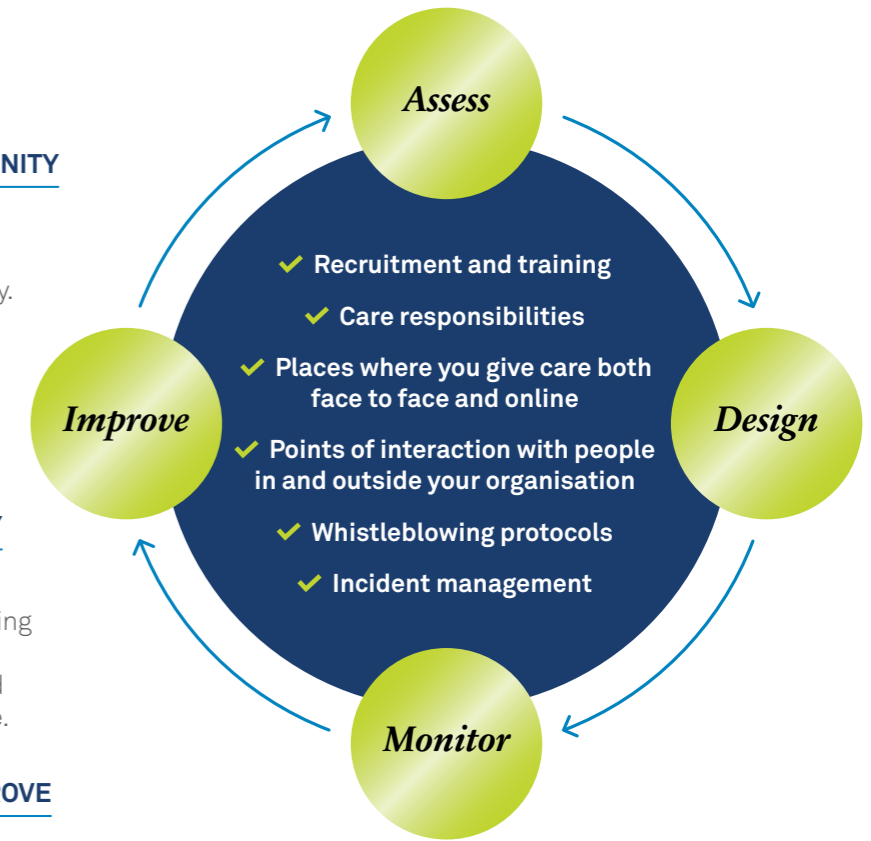 Assess
NITY
Recruitment and training
y.
Care responsibilities
Places where you give care both
face to face and online
Improve
Design
Points of interaction with people
in and outside your organisation
Whistleblowing protocols
Incident management
ing
e.
Monitor
OVE